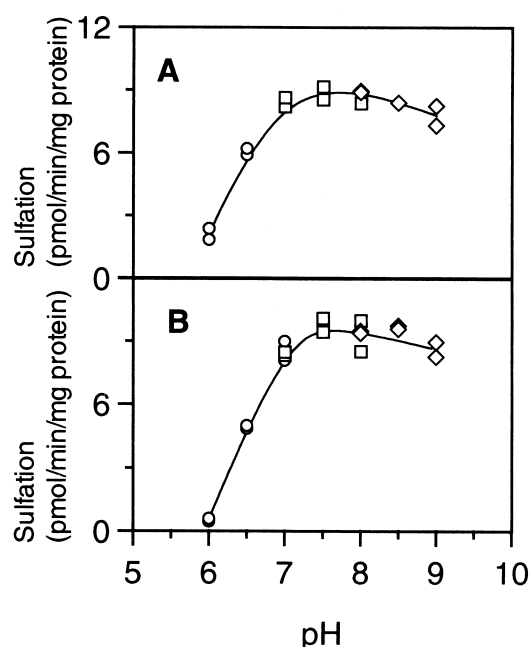 12
A
6
Sulfation
(pmol/min/mg protein)
0
B
6
Sulfation
(pmol/min/mg protein)
0
5 6 7 8 9 10
pH